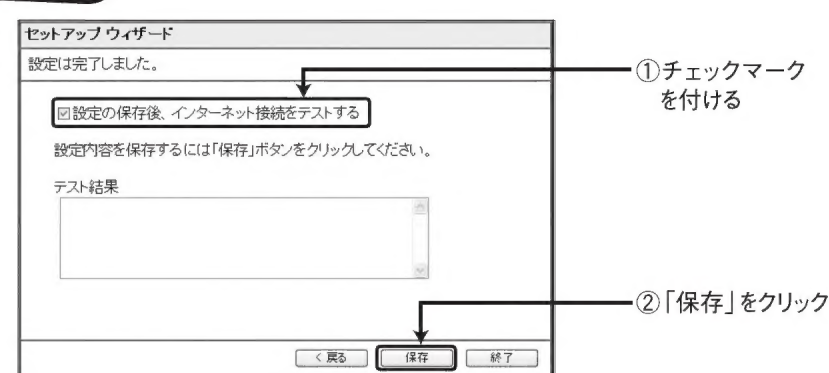 セットアップ ウィザード
設定は完了しました。
①チェックマーク
を付ける
☑設定の保存後、インターネット接続をテストする
設定内容を保存するには「保存」ボタンをクリックしてください。
テスト結果
②「保存」をクリック
< 戻る 保存 終了